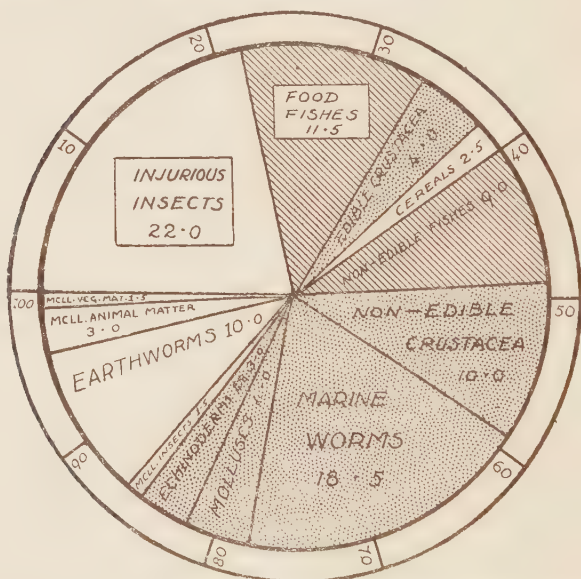 20
30
10
40
FOOD
FISHES
11·5
EDIBLE CRUSTACEA
4·0
CEREALS 2·5
NON-EDIBLE FISHES 9·0
INJURIOUS
INSECTS
22·0
100
50
MCLL. VEG. MAT. 1·5
MCLL. ANIMAL MATTER
3·0
EARTHWORMS 10·0
NON-EDIBLE
CRUSTACEA
10·0
MARINE
WORMS
18·5
MCLL. INSECTS 1·5
ECHINODERMS
MOLLUSCS
90
80
70
60